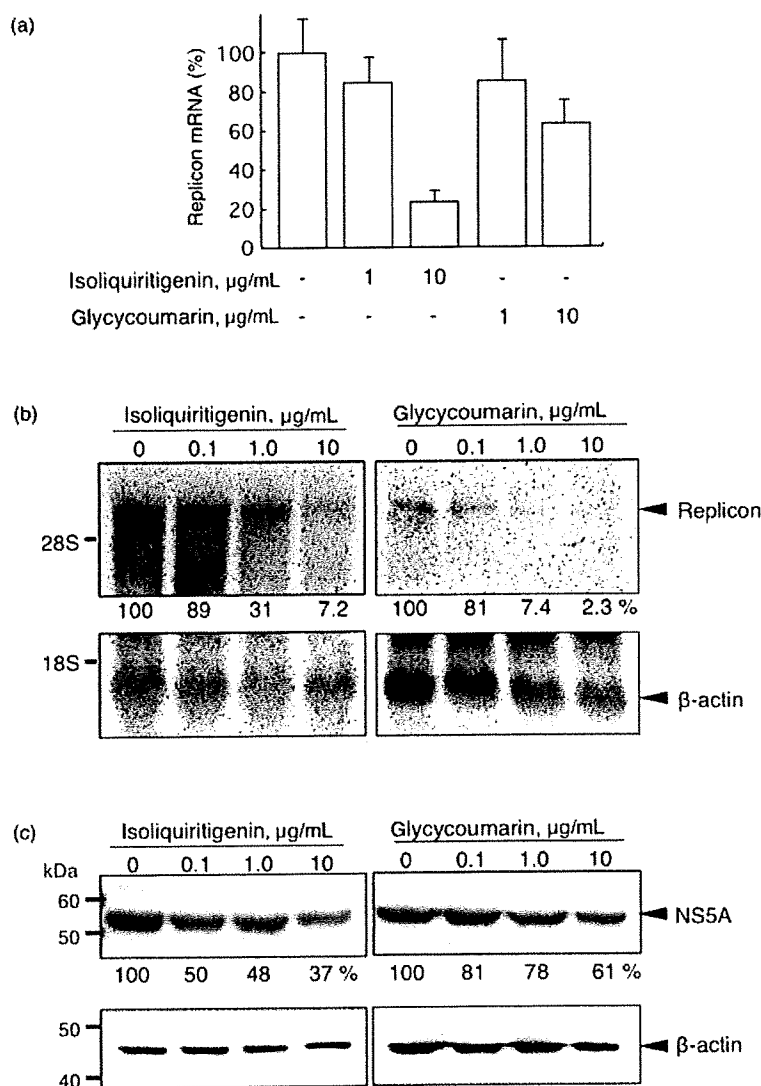 (a)
Replicon mRNA (%)
100
80
60
40
20
0
Isoliquiritigenin, µg/mL - 1 10 - -
Glycycoumarin, µg/mL - - - 1 10
(b)
Isoliquiritigenin, µg/mL Glycycoumarin, µg/mL
0 0.1 1.0 10 0 0.1 1.0 10
Replicon
28S
100 89 31 7.2 100 81 7.4 2.3 %
18S
β-actin
(c)
Isoliquiritigenin, µg/mL Glycycoumarin, µg/mL
kDa 0 0.1 1.0 10 0 0.1 1.0 10
60
NS5A
50
100 50 48 37 % 100 81 78 61 %
50
β-actin
40